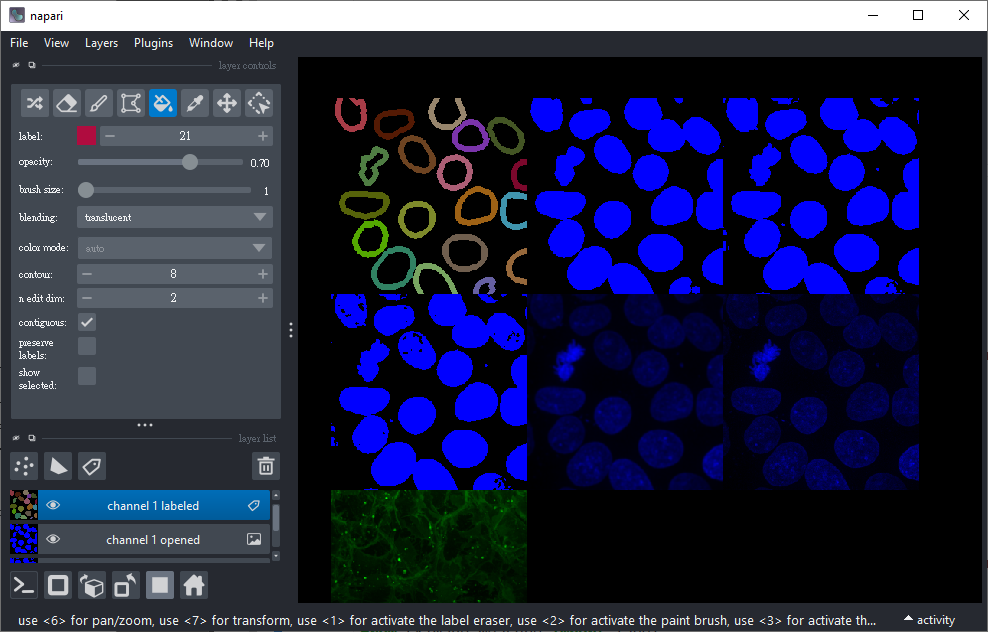 napari
File View Layers Plugins Window Help
layer controls
label: 21
opacity: 0.70
brush size: 1
blending: translucent
color mode: auto
contour: 8
n edit dim: 2
contiguous:
preserve
labels:
show
selected:
layer list
channel 1 labeled
channel 1 opened
use <6> for pan/zoom, use <7> for transform, use <1> for activate the label eraser, use <2> for activate the paint brush, use <3> for activate th... activity